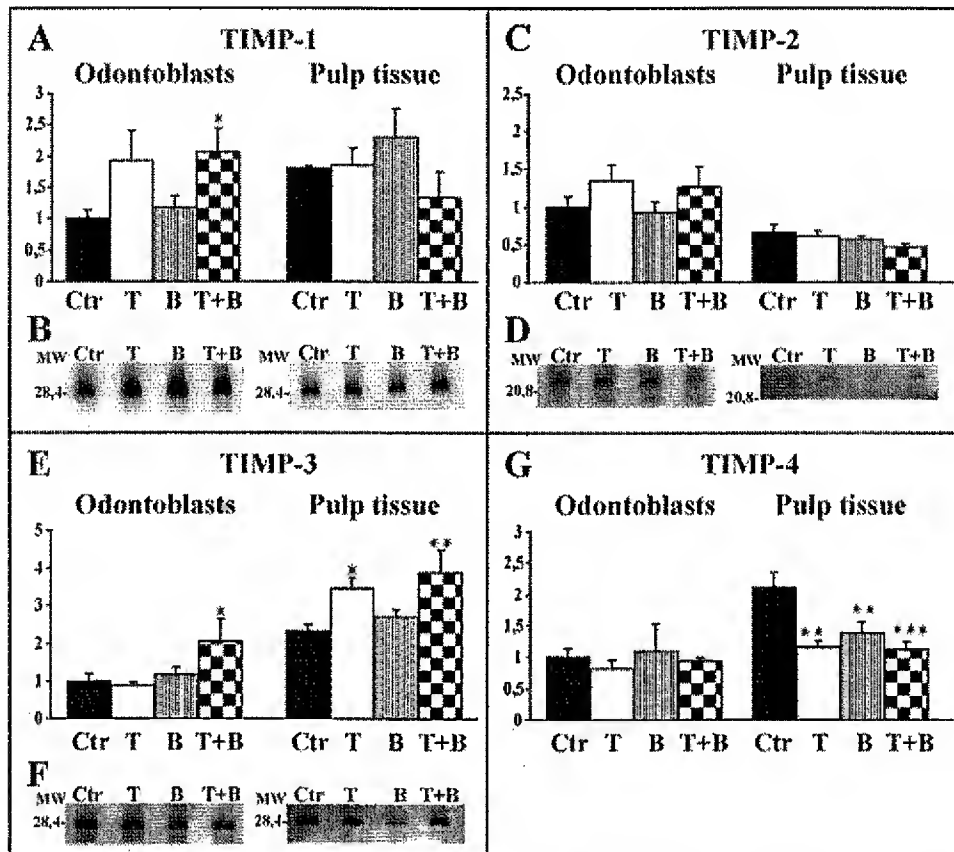 A
TIMP-1
Odontoblasts Pulp tissue
3
2,5
2
1,5
1
0,5
0
*
Ctr T B T+B Ctr T B T+B
B
MW Ctr T B T+B
28,4-
MW Ctr T B T+B
28,4-
C
TIMP-2
Odontoblasts Pulp tissue
2,5
2
1,5
1
0,5
0
Ctr T B T+B Ctr T B T+B
D
MW Ctr T B T+B
20,8-
MW Ctr T B T+B
20,8-
E
TIMP-3
Odontoblasts Pulp tissue
5
4
3
2
1
0
* * **
Ctr T B T+B Ctr T B T+B
F
MW Ctr T B T+B
28,4-
MW Ctr T B T+B
28,4-
G
TIMP-4
Odontoblasts Pulp tissue
3
2,5
2
1,5
1
0,5
0
** ** ***
Ctr T B T+B Ctr T B T+B